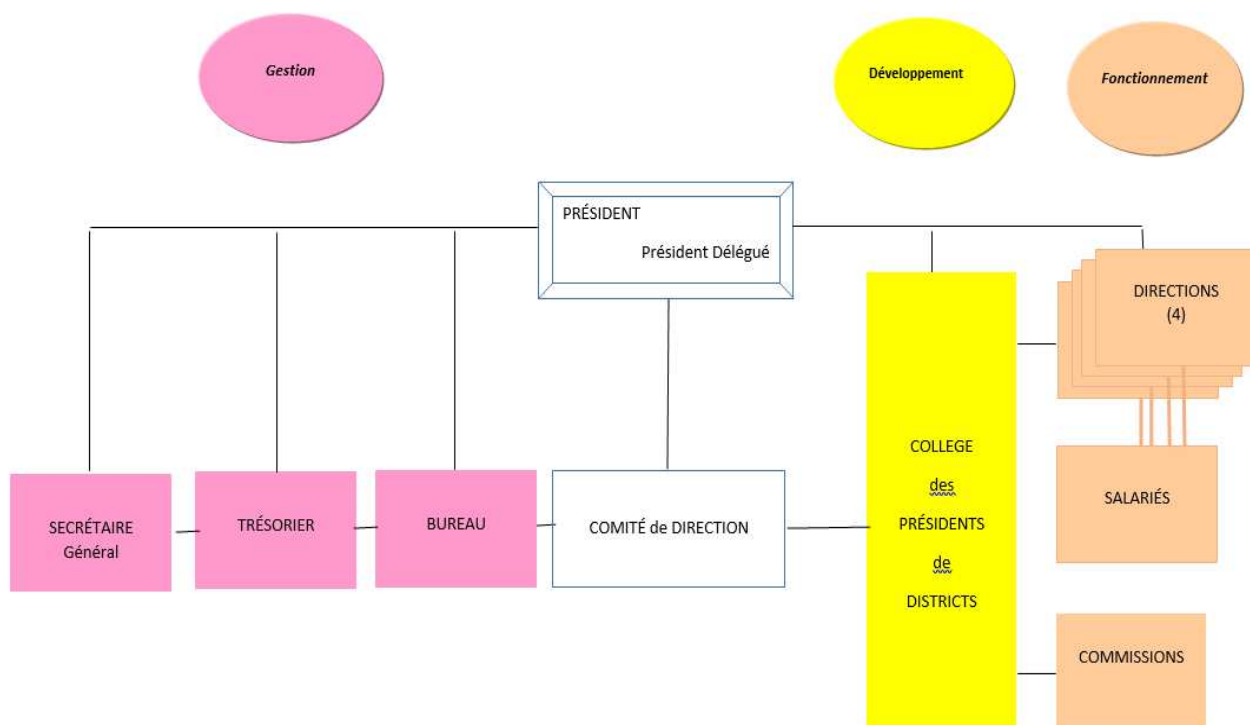 Gestion
Développement
Fonctionnement
PRÉSIDENT
Président Délégué
DIRECTIONS
(4)
SECRÉTAIRE
Général
TRÉSORIER
BUREAU
COMITÉ de DIRECTION
COLLEGE
des
PRÉSIDENTS
de
DISTRICTS
SALARIÉS
COMMISSIONS